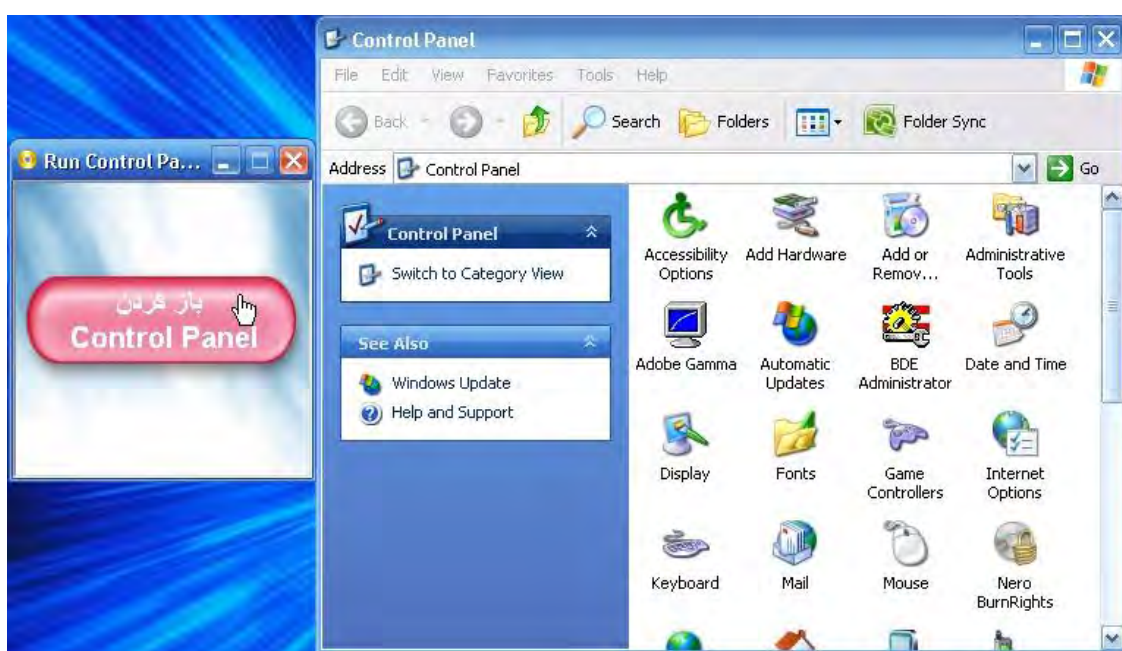 Run Control Pa...
باز کردن
Control Panel
Control Panel
File Edit View Favorites Tools Help
Back Search Folders Folder Sync
Address Control Panel Go
Control Panel
Switch to Category View
See Also
Windows Update
Help and Support
Accessibility Options
Add Hardware
Add or Remov...
Administrative Tools
Adobe Gamma
Automatic Updates
BDE Administrator
Date and Time
Display
Fonts
Game Controllers
Internet Options
Keyboard
Mail
Mouse
Nero BurnRights